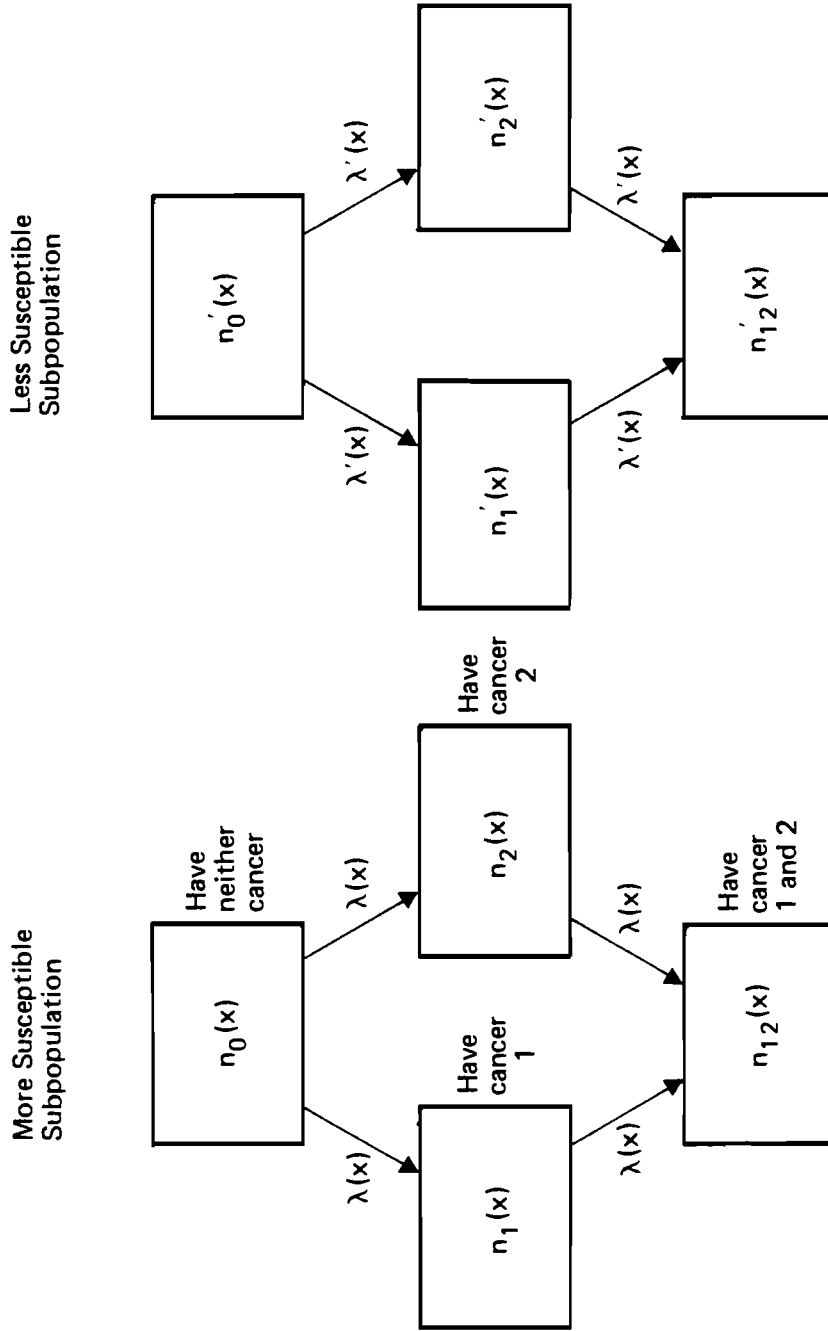 More Susceptible
Subpopulation
n₀(x)
Have
neither
cancer
λ(x)
λ(x)
n₁(x)
Have
cancer
1
n₂(x)
Have
cancer
2
λ(x)
λ(x)
n₁₂(x)
Have
cancer
1 and 2
Less Susceptible
Subpopulation
n₀′(x)
λ′(x)
λ′(x)
n₁′(x)
n₂′(x)
λ′(x)
λ′(x)
n₁₂′(x)